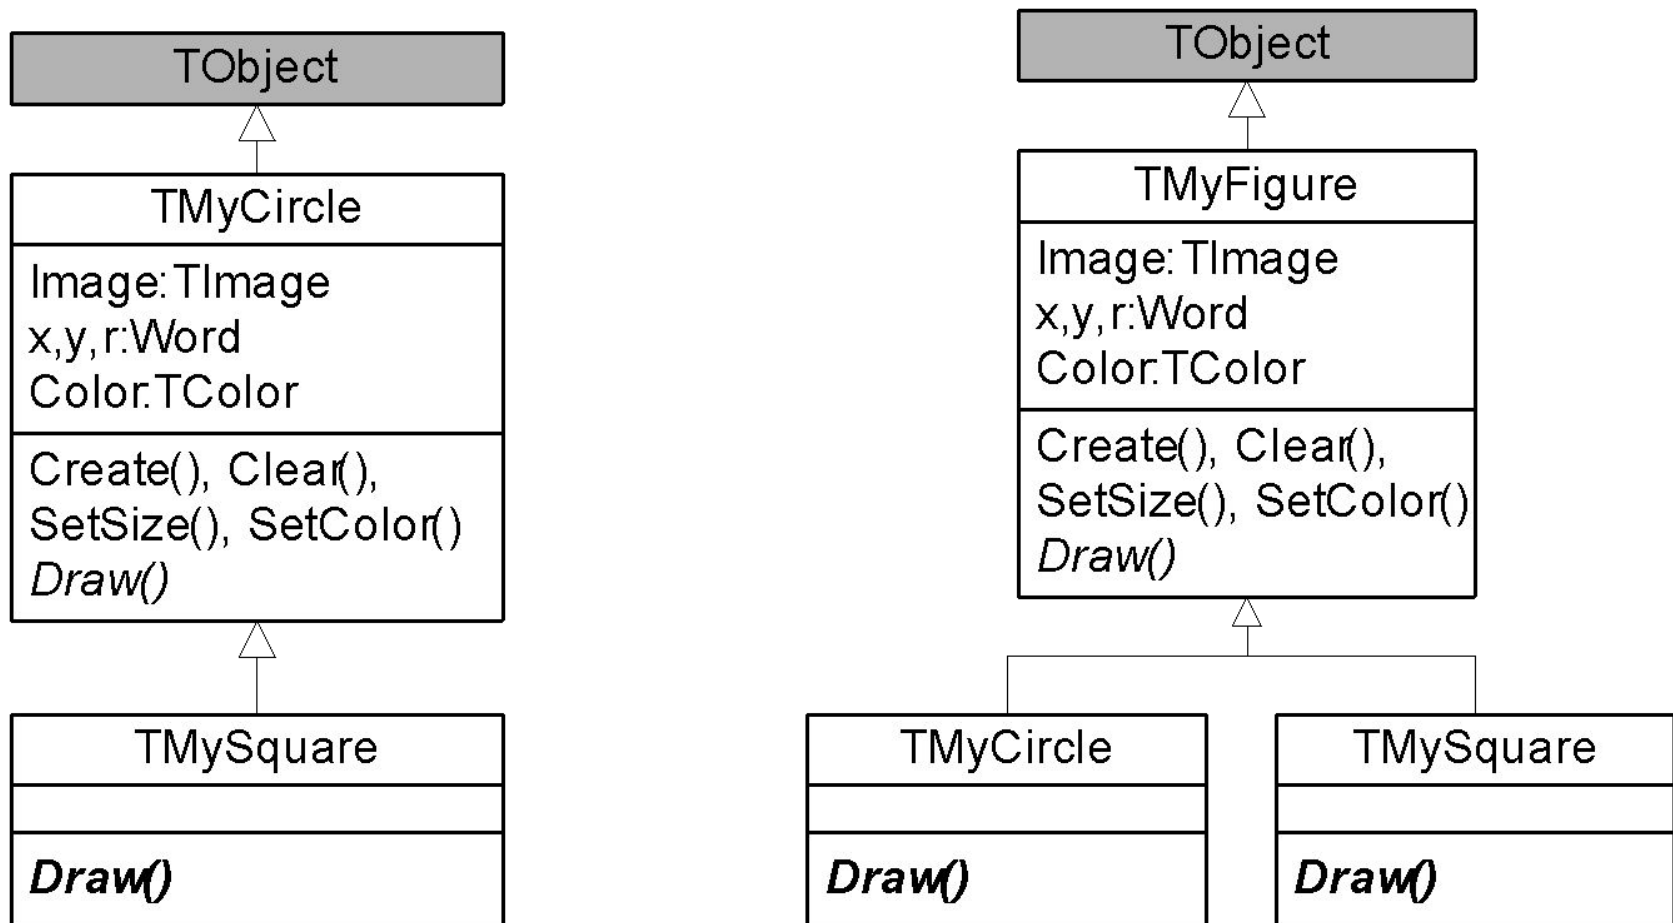 TObject
TMyCircle
Image:TImage
x,y,r:Word
Color:TColor
Create(), Clear(),
SetSize(), SetColor()
Draw()
TMySquare
Draw()
TObject
TMyFigure
Image:TImage
x,y,r:Word
Color:TColor
Create(), Clear(),
SetSize(), SetColor()
Draw()
TMyCircle
Draw()
TMySquare
Draw()